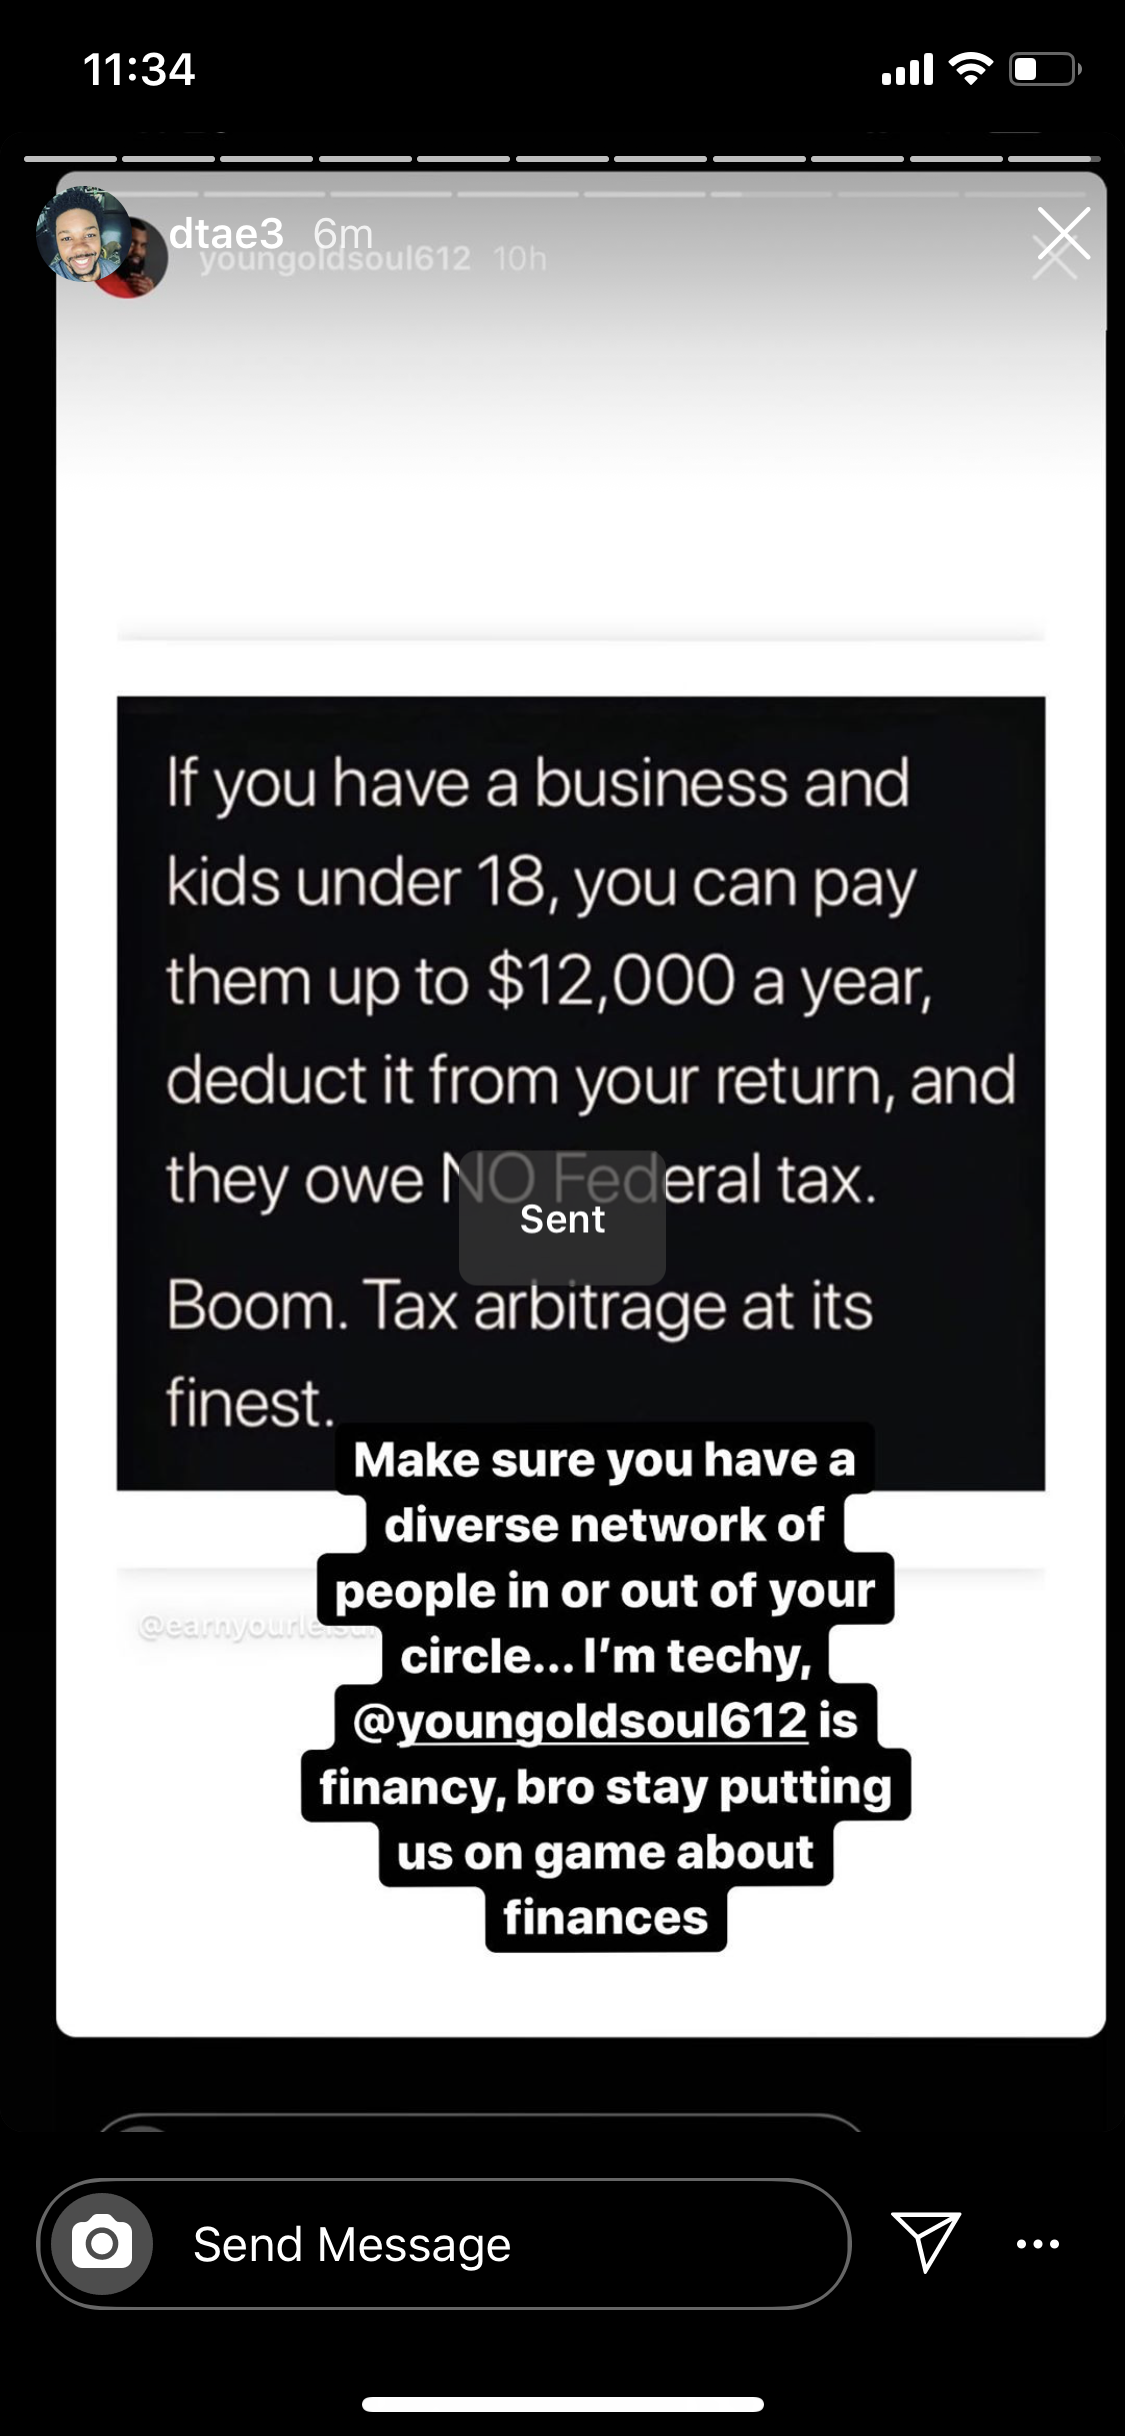 11:34
dtae3 6m
youngoldsoul612 10h
If you have a business and
kids under 18, you can pay
them up to $12,000 a year,
deduct it from your return, and
they owe NO Federal tax.
Sent
Boom. Tax arbitrage at its
finest.
Make sure you have a
diverse network of
people in or out of your
circle... I'm techy,
@youngoldsoul612 is
financy, bro stay putting
us on game about
finances
Send Message